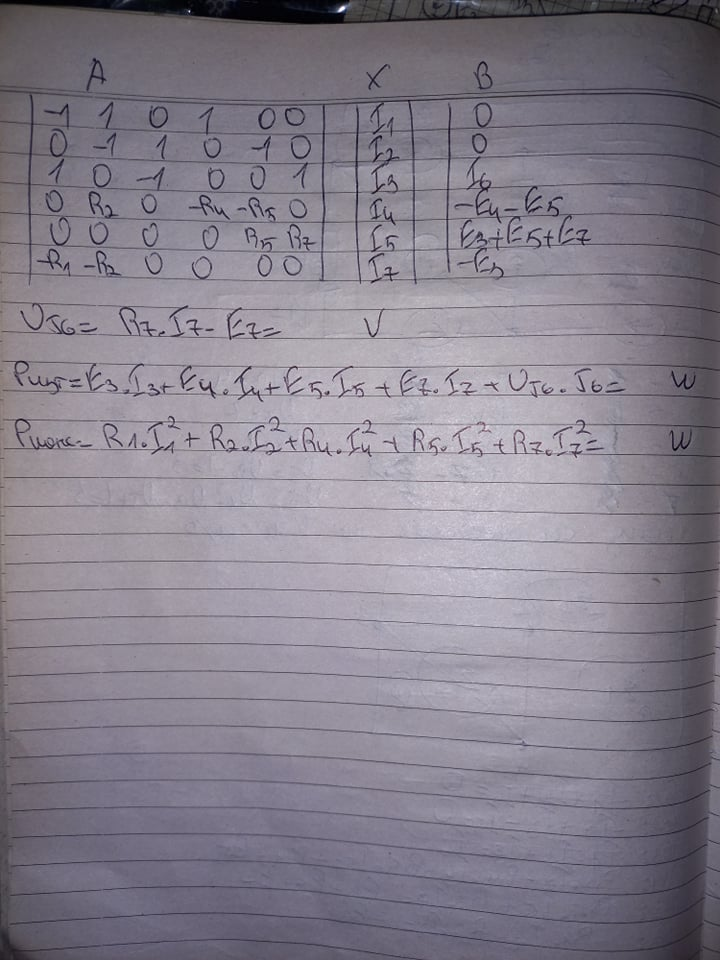 A X B
-1 1 0 1 0 0 I1 0
0 -1 1 0 -1 0 I2 0
1 0 -1 0 0 1 I3 I6
0 R2 0 -R4 -R5 0 I4 -E4-E5
0 0 0 0 R5 R7 I5 E3+E5+E7
-R1 -R2 0 0 0 0 I7 -E3
UJ6= R7.I7-E7= V
Ризт=E3.I3+E4.I4+E5.I5+E7.I7+UJ6.J6= W
Рконс=R1.I1²+R2.I2²+R4.I4²+R5.I5²+R7.I7²= W